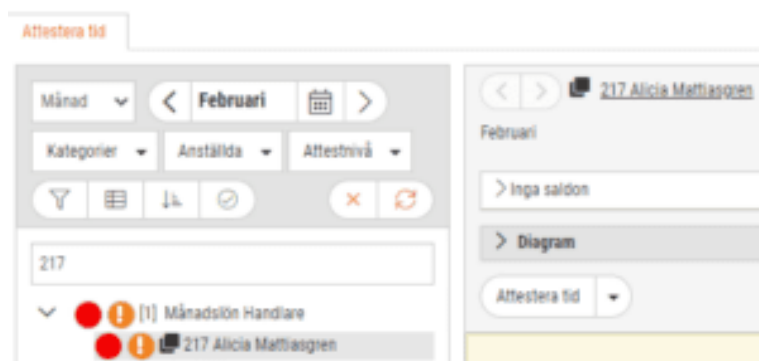 Attestera tid
Månad
Februari
Kategorier
Anställda
Attestnivå
217
[1] Månadslön Handlare
217 Alicia Mattiasgren
217 Alicia Mattiasgren
Februari
Inga saldon
Diagram
Attestera tid